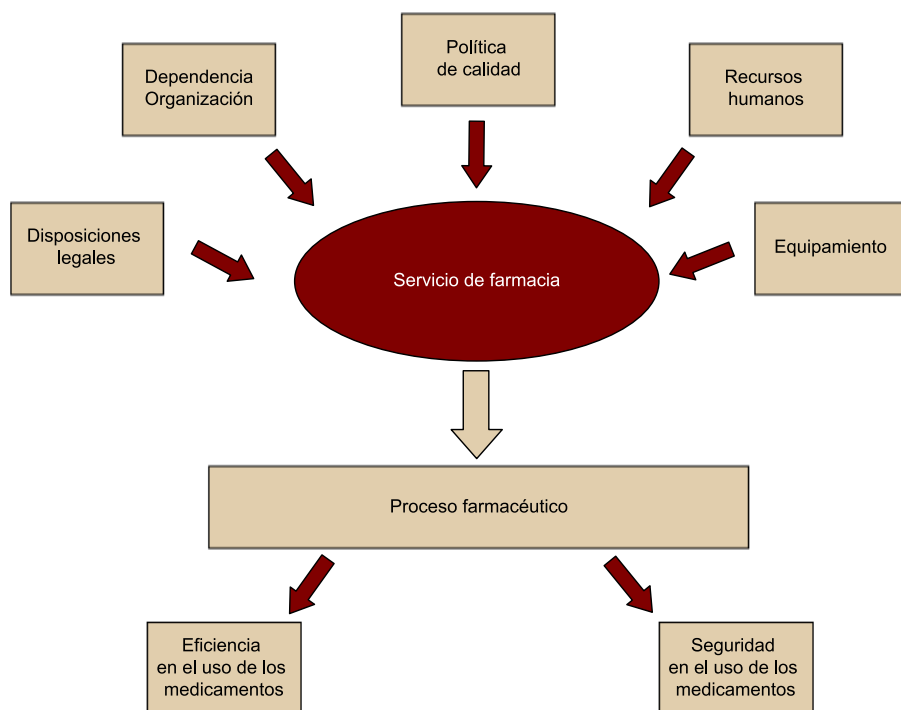 Política
de calidad
Dependencia
Organización
Recursos
humanos
Disposiciones
legales
Servicio de farmacia
Equipamiento
Proceso farmacéutico
Eficiencia
en el uso de los
medicamentos
Seguridad
en el uso de los
medicamentos